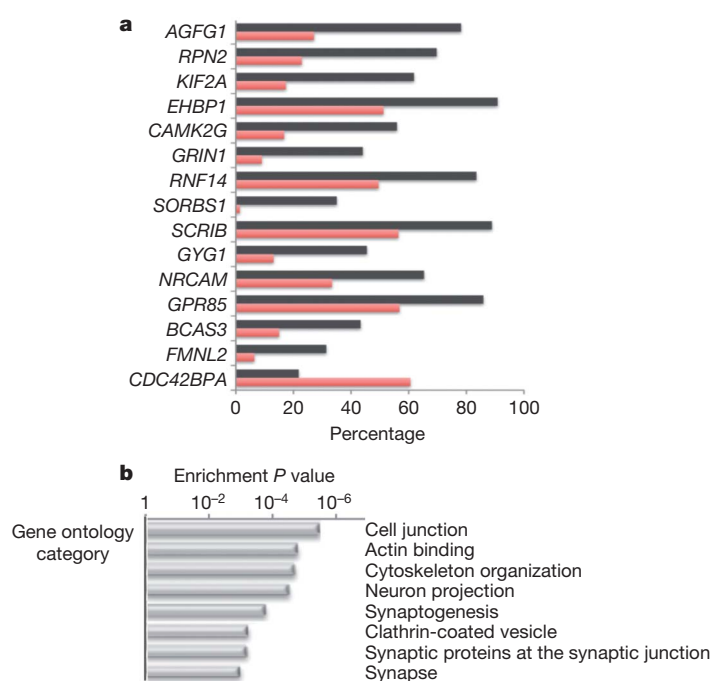 a
AGFG1
RPN2
KIF2A
EHBP1
CAMK2G
GRIN1
RNF14
SORBS1
SCRIB
GYG1
NRCAM
GPR85
BCAS3
FMNL2
CDC42BPA
0 20 40 60 80 100
Percentage
b
Enrichment P value
1 10⁻² 10⁻⁴ 10⁻⁶
Gene ontology
category
Cell junction
Actin binding
Cytoskeleton organization
Neuron projection
Synaptogenesis
Clathrin-coated vesicle
Synaptic proteins at the synaptic junction
Synapse